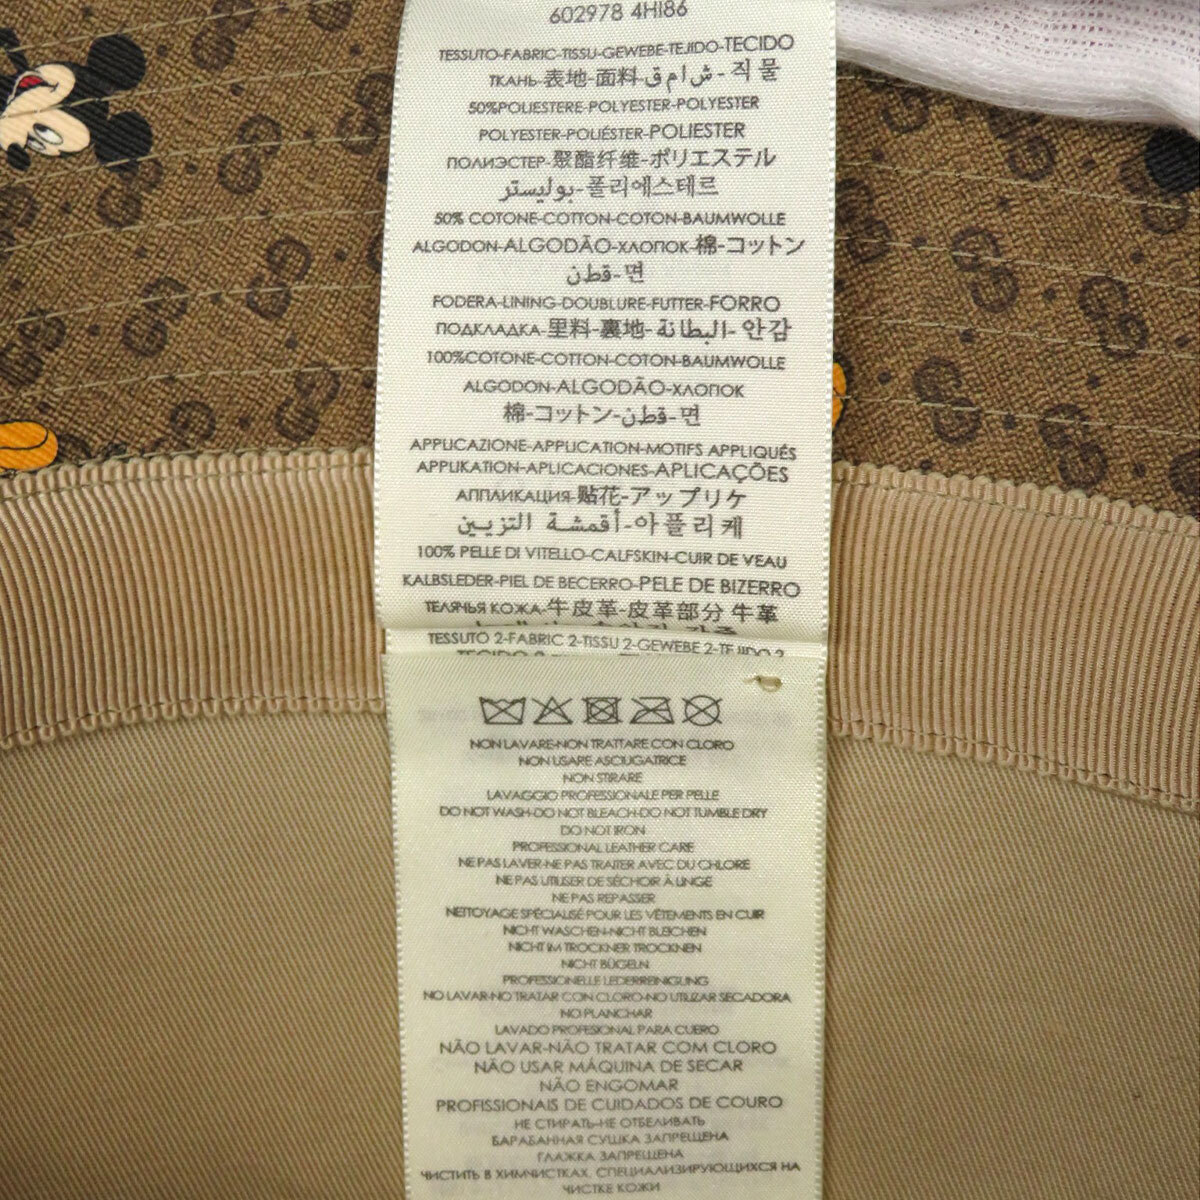 602978 4HI86
TESSUTO-FABRIC-TISSU-GEWEBE-TEJIDO-TECIDO
ТКАНЬ-表地-面料-قماش-직물
50%POLIESTERE-POLYESTER-POLYESTER
POLYESTER-POLIÉSTER-POLIESTER
ПОЛИЭСТЕР-聚酯纤维-ポリエステル
بوليستر-폴리에스테르
50% COTONE-COTTON-COTON-BAUMWOLLE
ALGODON-ALGODÃO-ХЛОПОК-棉-コットン
قطن-면
FODERA-LINING-DOUBLURE-FUTTER-FORRO
ПОДКЛАДКА-里料-裏地-البطانة-안감
100%COTONE-COTTON-COTON-BAUMWOLLE
ALGODON-ALGODÃO-ХЛОПОК
棉-コットン-قطن-면
APPLICAZIONE-APPLICATION-MOTIFS APPLIQUÉS
APPLIKATION-APLICACIONES-APLICAÇÕES
АППЛИКАЦИЯ-贴花-アップリケ
أقمشة التزيين-아플리케
100% PELLE DI VITELLO-CALFSKIN-CUIR DE VEAU
KALBSLEDER-PIEL DE BECERRO-PELE DE BIZERRO
ТЕЛЯЧЬЯ КОЖА-牛皮革-皮革部分 牛革
TESSUTO 2-FABRIC 2-TISSU 2-GEWEBE 2-TEJIDO 2
TECIDO 2
NON LAVARE-NON TRATTARE CON CLORO
NON USARE ASCIUGATRICE
NON STIRARE
LAVAGGIO PROFESSIONALE PER PELLE
DO NOT WASH-DO NOT BLEACH-DO NOT TUMBLE DRY
DO NOT IRON
PROFESSIONAL LEATHER CARE
NE PAS LAVER-NE PAS TRAITER AVEC DU CHLORE
NE PAS UTILISER DE SÉCHOIR À LINGE
NE PAS REPASSER
NETTOYAGE SPÉCIALISÉ POUR LES VÊTEMENTS EN CUIR
NICHT WASCHEN-NICHT BLEICHEN
NICHT IM TROCKNER TROCKNEN
NICHT BÜGELN
PROFESSIONELLE LEDERREINIGUNG
NO LAVAR-NO TRATAR CON CLORO-NO UTILIZAR SECADORA
NO PLANCHAR
LAVADO PROFESIONAL PARA CUERO
NÃO LAVAR-NÃO TRATAR COM CLORO
NÃO USAR MÁQUINA DE SECAR
NÃO ENGOMAR
PROFISSIONAIS DE CUIDADOS DE COURO
НЕ СТИРАТЬ-НЕ ОТБЕЛИВАТЬ
БАРАБАННАЯ СУШКА ЗАПРЕЩЕНА
ГЛАЖКА ЗАПРЕЩЕНА
ЧИСТИТЬ В ХИМЧИСТКАХ, СПЕЦИАЛИЗИРУЮЩИХСЯ НА
ЧИСТКЕ КОЖИ